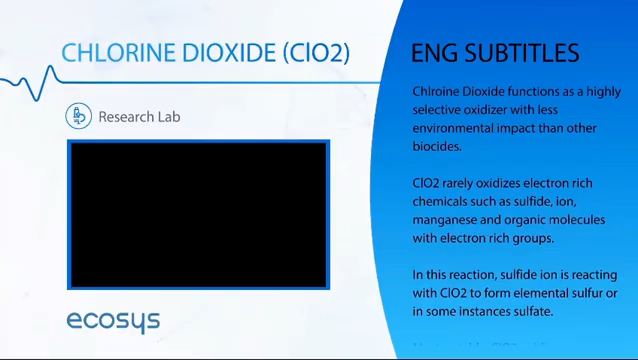 CHLORINE DIOXIDE (ClO2)
Research Lab
ecosys
ENG SUBTITLES
Chlroine Dioxide functions as a highly
selective oxidizer with less
environmental impact than other
biocides.
ClO2 rarely oxidizes electron rich
chemicals such as sulfide, ion,
manganese and organic molecules
with electron rich groups.
In this reaction, sulfide ion is reacting
with ClO2 to form elemental sulfur or
in some instances sulfate.